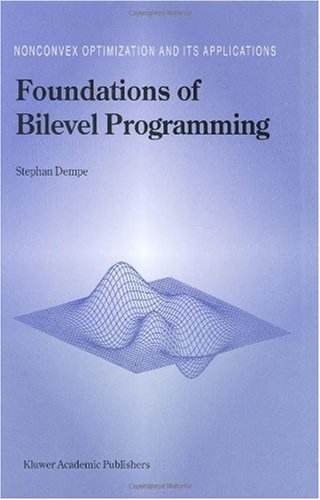 NONCONVEX OPTIMIZATION AND ITS APPLICATIONS
Foundations of
Bilevel Programming
Stephan Dempe
Kluwer Academic Publishers